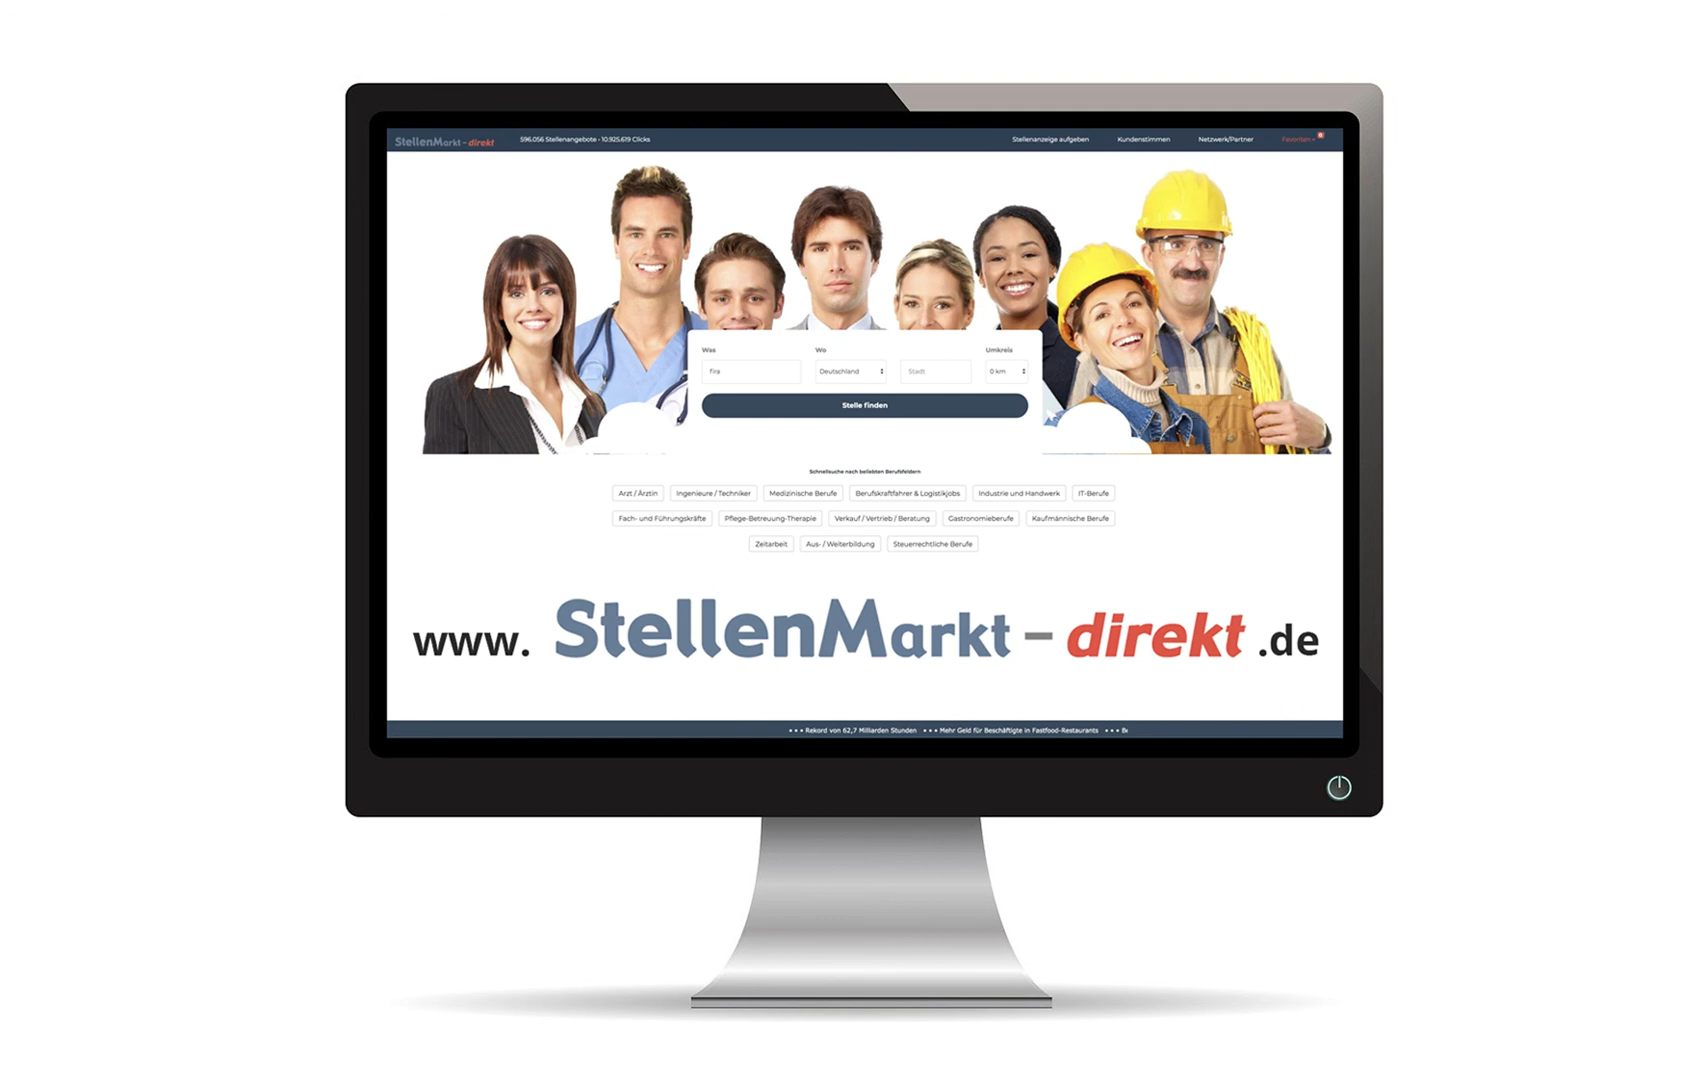 StellenMarkt - direkt 596.056 Stellenangebote - 10.925.619 Clicks Stellenanzeige aufgeben Kundenstimmen Netzwerk/Partner Favoriten
Was Wo Umkreis
fira Deutschland Stadt 0 km
Stelle finden
Schnellsuche nach beliebten Berufsfeldern
Arzt / Ärztin Ingenieure / Techniker Medizinische Berufe Berufskraftfahrer & Logistikjobs Industrie und Handwerk IT-Berufe
Fach- und Führungskräfte Pflege-Betreuung-Therapie Verkauf / Vertrieb / Beratung Gastronomieberufe Kaufmännische Berufe
Zeitarbeit Aus- / Weiterbildung Steuerrechtliche Berufe
www. StellenMarkt - direkt .de
• • • Rekord von 62,7 Milliarden Stunden • • • Mehr Geld für Beschäftigte in Fastfood-Restaurants • • •